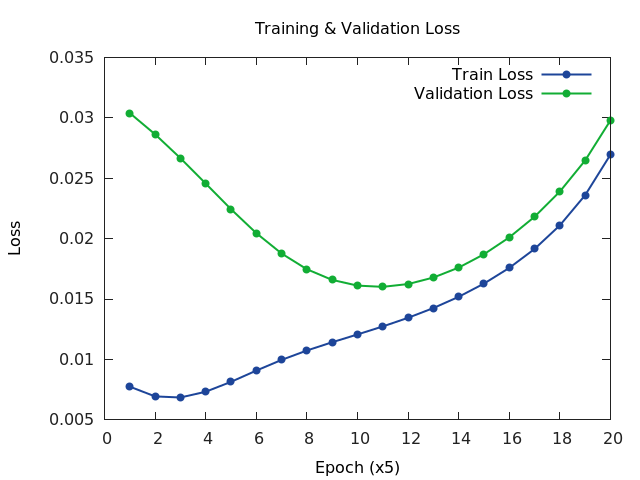 Training & Validation Loss
0.035
Train Loss
Validation Loss
0.03
0.025
0.02
0.015
0.01
0.005
Loss
0 2 4 6 8 10 12 14 16 18 20
Epoch (x5)